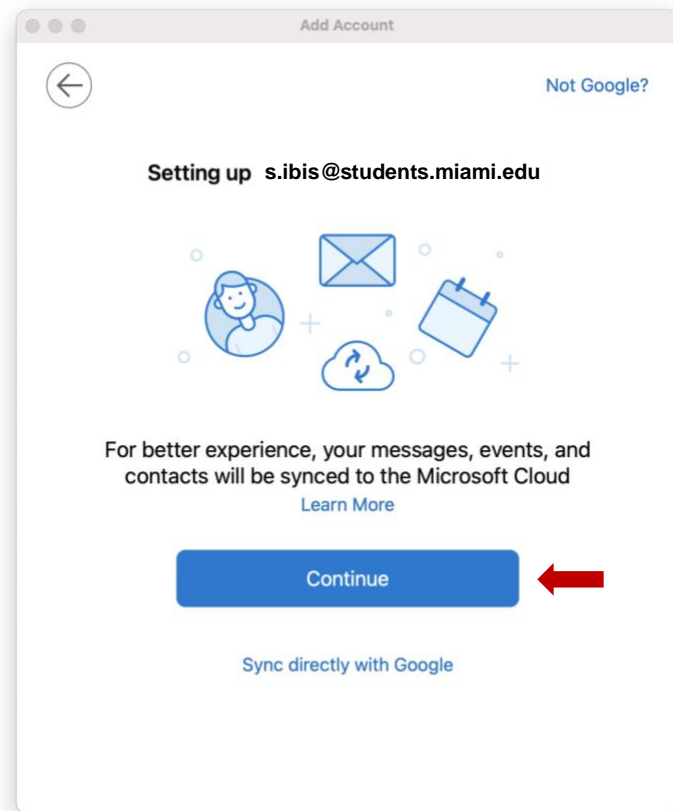 Add Account
Not Google?
Setting up s.ibis@students.miami.edu
For better experience, your messages, events, and
contacts will be synced to the Microsoft Cloud
Learn More
Continue
Sync directly with Google